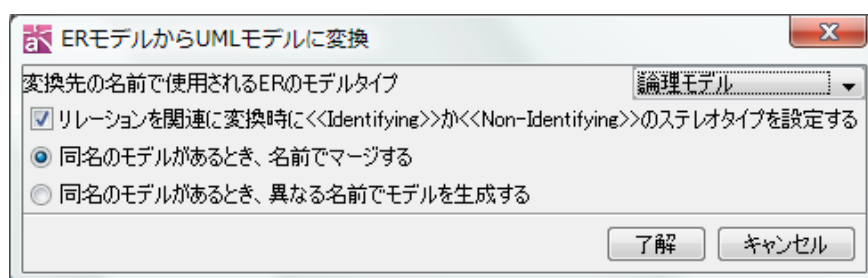 ERモデルからUMLモデルに変換
変換先の名前で使用されるERのモデルタイプ 論理モデル
リレーションを関連に変換時に<<Identifying>>か<<Non-Identifying>>のステレオタイプを設定する
同名のモデルがあるとき、名前でマージする
同名のモデルがあるとき、異なる名前でモデルを生成する
了解 キャンセル